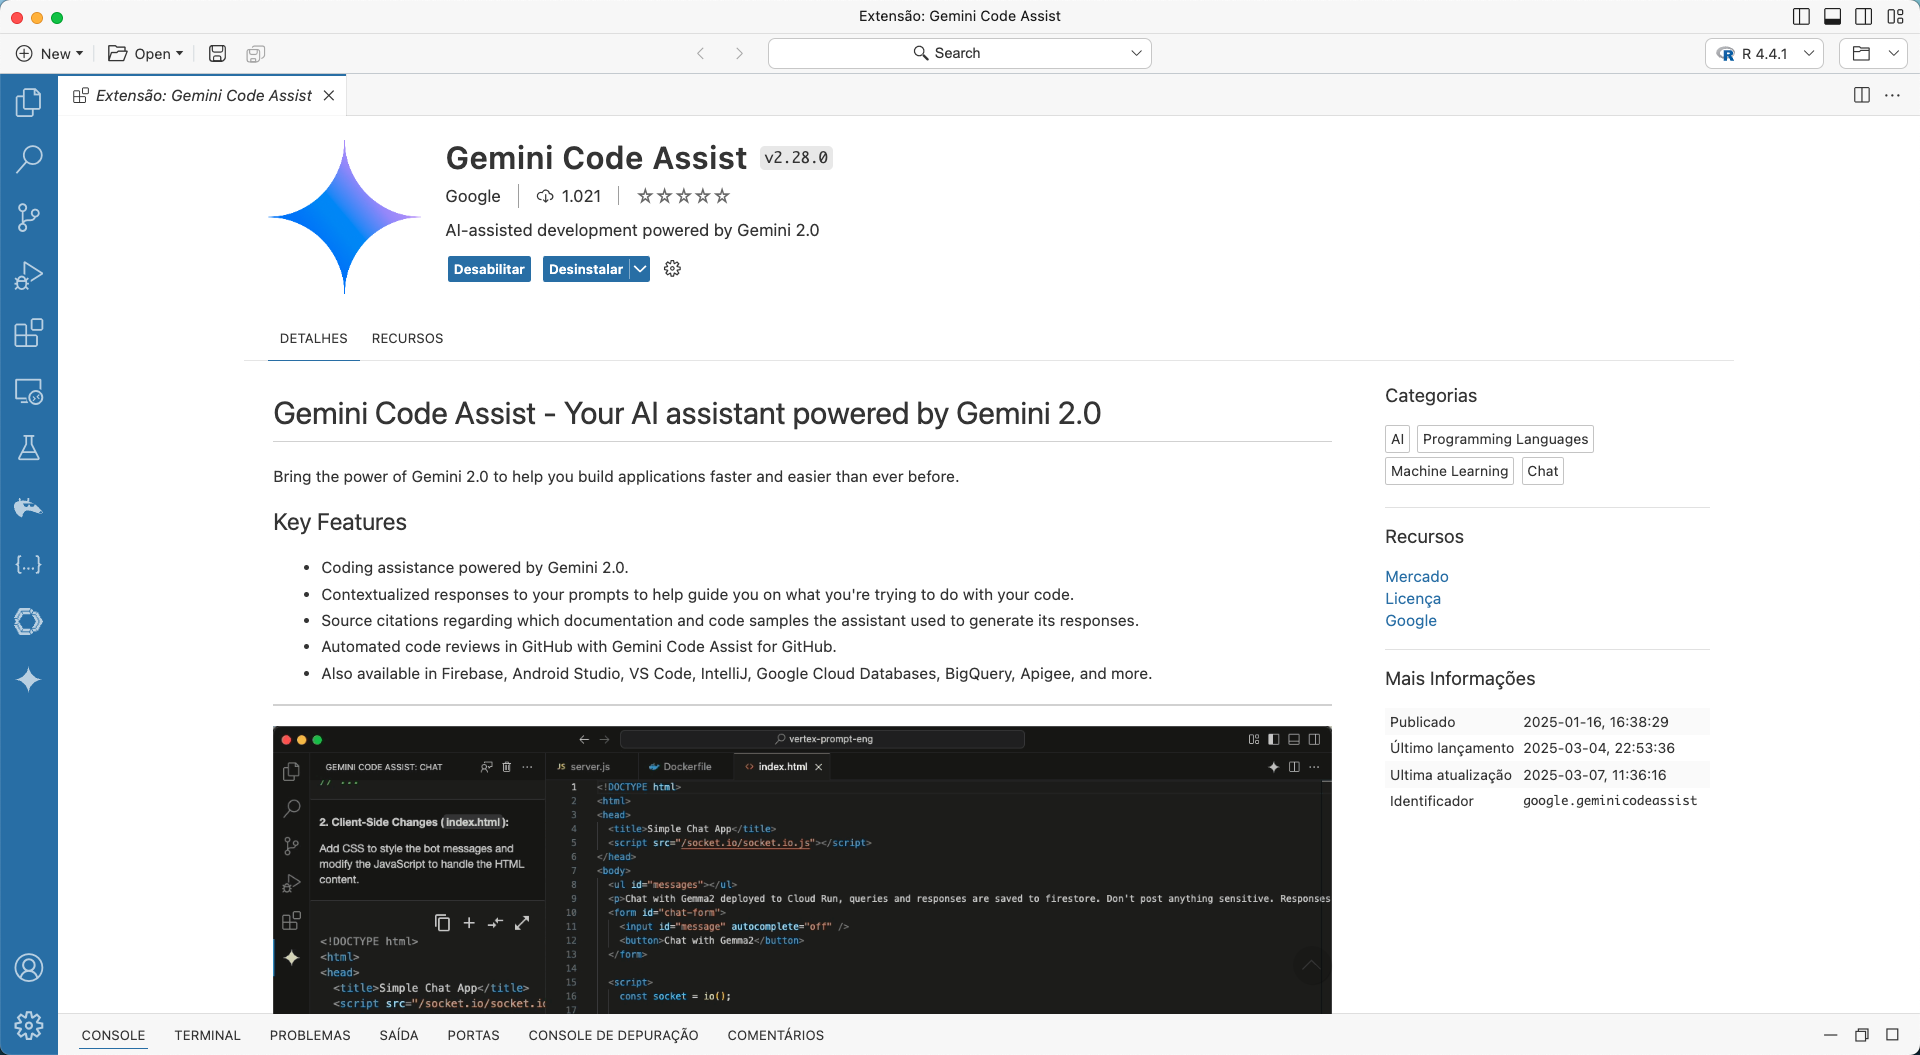 Extensão: Gemini Code Assist
New
Open
Search
R 4.4.1
Extensão: Gemini Code Assist
Gemini Code Assist v2.28.0
Google 1.021
AI-assisted development powered by Gemini 2.0
Desabilitar Desinstalar
DETALHES RECURSOS
Gemini Code Assist - Your AI assistant powered by Gemini 2.0
Bring the power of Gemini 2.0 to help you build applications faster and easier than ever before.
Key Features
• Coding assistance powered by Gemini 2.0.
• Contextualized responses to your prompts to help guide you on what you're trying to do with your code.
• Source citations regarding which documentation and code samples the assistant used to generate its responses.
• Automated code reviews in GitHub with Gemini Code Assist for GitHub.
• Also available in Firebase, Android Studio, VS Code, IntelliJ, Google Cloud Databases, BigQuery, Apigee, and more.
vertex-prompt-eng
GEMINI CODE ASSIST: CHAT
// ...
2. Client-Side Changes (index.html):
Add CSS to style the bot messages and
modify the JavaScript to handle the HTML
content.
<!DOCTYPE html>
<html>
<head>
<title>Simple Chat App</title>
<script src="/socket.io/socket.io
JS server.js Dockerfile <> index.html
1 <!DOCTYPE html>
2 <html>
3 <head>
4 <title>Simple Chat App</title>
5 <script src="/socket.io/socket.io.js"></script>
6 </head>
7 <body>
8 <ul id="messages"></ul>
9 <p>Chat with Gemma2 deployed to Cloud Run, queries and responses are saved to firestore. Don't post anything sensitive. Responses
10 <form id="chat-form">
11 <input id="message" autocomplete="off" />
12 <button>Chat with Gemma2</button>
13 </form>
14
15 <script>
16 const socket = io();
17
Categorias
AI Programming Languages
Machine Learning Chat
Recursos
Mercado
Licença
Google
Mais Informações
Publicado 2025-01-16, 16:38:29
Último lançamento 2025-03-04, 22:53:36
Ultima atualização 2025-03-07, 11:36:16
Identificador google.geminicodeassist
CONSOLE TERMINAL PROBLEMAS SAÍDA PORTAS CONSOLE DE DEPURAÇÃO COMENTÁRIOS